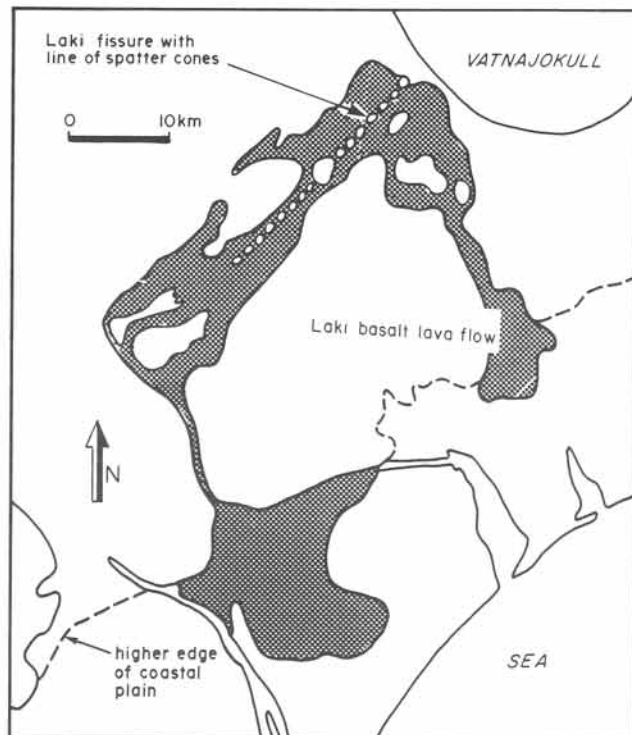 Laki fissure with
line of spatter cones
VATNAJOKULL
0 10km
Laki basalt lava flow
N
higher edge
of coastal
plain
SEA